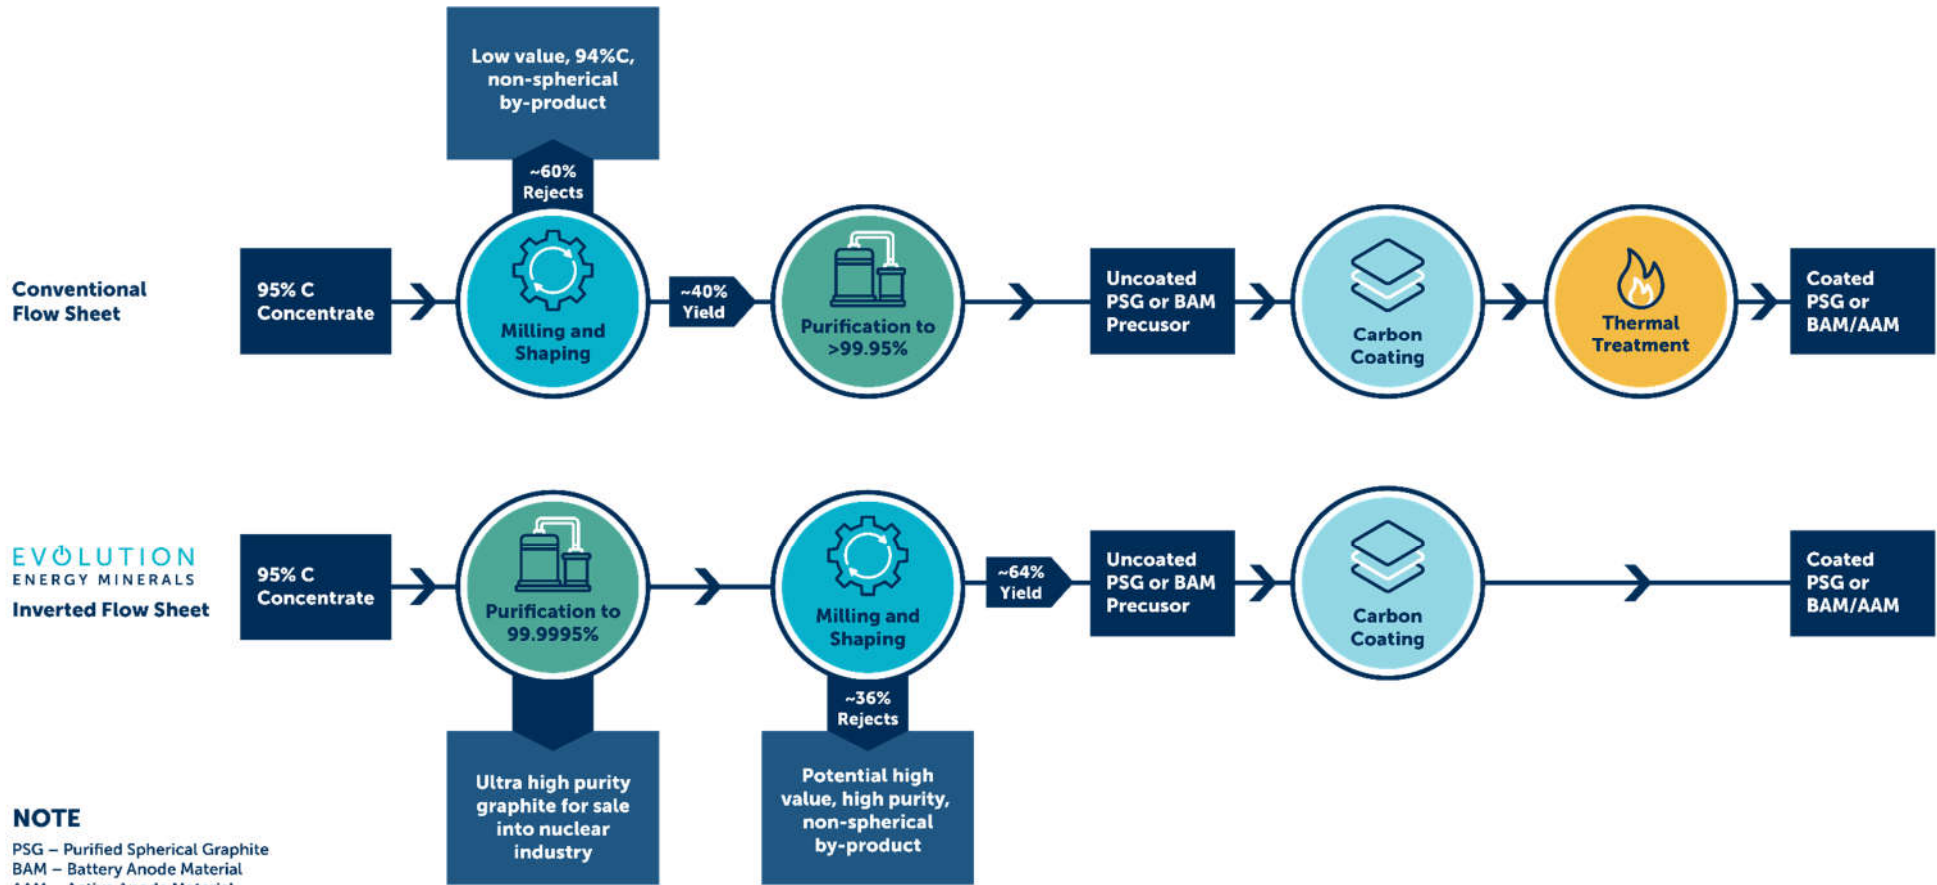 Low value, 94%C,
non-spherical
by-product
~60%
Rejects
Conventional
Flow Sheet
95% C
Concentrate
Milling and
Shaping
~40%
Yield
Purification to
>99.95%
Uncoated
PSG or BAM
Precusor
Carbon
Coating
Thermal
Treatment
Coated
PSG or
BAM/AAM
EVOLUTION
ENERGY MINERALS
Inverted Flow Sheet
95% C
Concentrate
Purification to
99.9995%
Milling and
Shaping
~64%
Yield
Uncoated
PSG or BAM
Precusor
Carbon
Coating
Coated
PSG or
BAM/AAM
~36%
Rejects
Ultra high purity
graphite for sale
into nuclear
industry
Potential high
value, high purity,
non-spherical
by-product
NOTE
PSG – Purified Spherical Graphite
BAM – Battery Anode Material